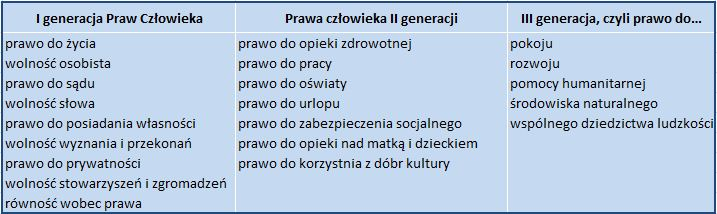 I generacja Praw Człowieka
prawo do życia
wolność osobista
prawo do sądu
wolność słowa
prawo do posiadania własności
wolność wyznania i przekonań
prawo do prywatności
wolność stowarzyszeń i zgromadzeń
równość wobec prawa
Prawa człowieka II generacji
prawo do opieki zdrowotnej
prawo do pracy
prawo do oświaty
prawo do urlopu
prawo do zabezpieczenia socjalnego
prawo do opieki nad matką i dzieckiem
prawo do korzystnia z dóbr kultury
III generacja, czyli prawo do...
pokoju
rozwoju
pomocy humanitarnej
środowiska naturalnego
wspólnego dziedzictwa ludzkości